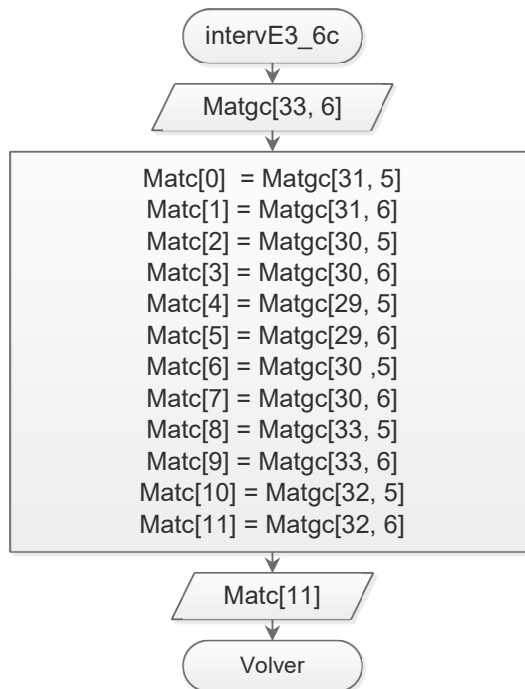 intervE3_6c
Matgc[33, 6]
Matc[0]  = Matgc[31, 5]
Matc[1] = Matgc[31, 6]
Matc[2] = Matgc[30, 5]
Matc[3] = Matgc[30, 6]
Matc[4] = Matgc[29, 5]
Matc[5] = Matgc[29, 6]
Matc[6] = Matgc[30 ,5]
Matc[7] = Matgc[30, 6]
Matc[8] = Matgc[33, 5]
Matc[9] = Matgc[33, 6]
Matc[10] = Matgc[32, 5]
Matc[11] = Matgc[32, 6]
Matc[11]
Volver